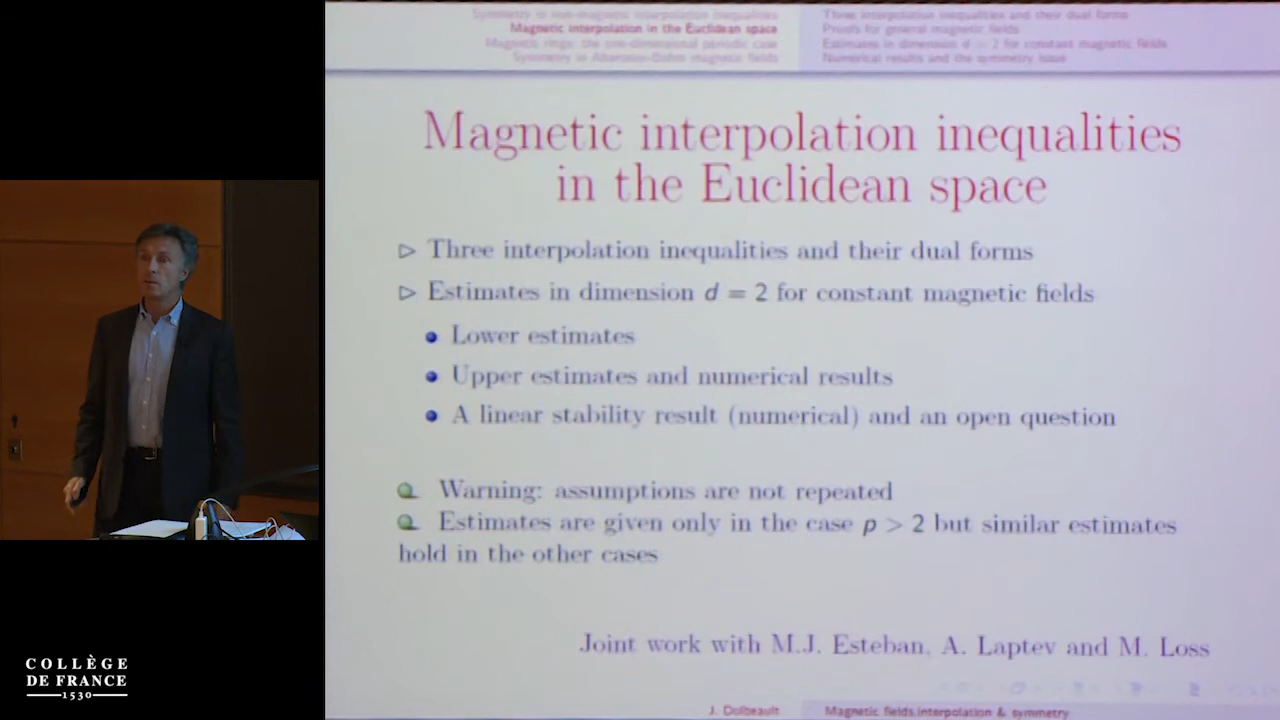 Symmetry in non-magnetic interpolation inequalities
Magnetic interpolation in the Euclidean space
Magnetic rings: the one-dimensional periodic case
Symmetry in Aharonov-Bohm magnetic fields
Three interpolation inequalities and their dual forms
Proofs for general magnetic fields
Estimates in dimension d = 2 for constant magnetic fields
Numerical results and the symmetry issue
Magnetic interpolation inequalities
in the Euclidean space
▷ Three interpolation inequalities and their dual forms
▷ Estimates in dimension d = 2 for constant magnetic fields
• Lower estimates
• Upper estimates and numerical results
• A linear stability result (numerical) and an open question
Warning: assumptions are not repeated
Estimates are given only in the case p > 2 but similar estimates
hold in the other cases
Joint work with M.J. Esteban, A. Laptev and M. Loss
J. Dolbeault
Magnetic fields, interpolation & symmetry
COLLÈGE
DE FRANCE
1530